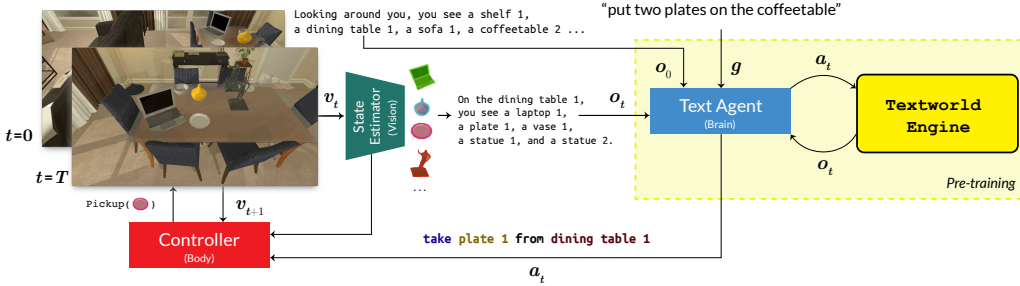 "put two plates on the coffeetable"
Looking around you, you see a shelf 1,
a dining table 1, a sofa 1, a coffeetable 2 ...
o0
g
at
vt
State
Estimator
(Vision)
On the dining table 1,
you see a laptop 1,
a plate 1, a vase 1,
a statue 1, and a statue 2.
ot
Text Agent
(Brain)
Textworld
Engine
t=0
...
ot
t=T
Pre-training
Pickup( )
vt+1
Controller
(Body)
take plate 1 from dining table 1
at